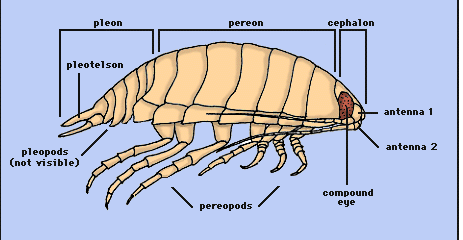 pleon
pereon
cephalon
pleotelson
antenna 1
antenna 2
pleopods
(not visible)
compound
eye
pereopods